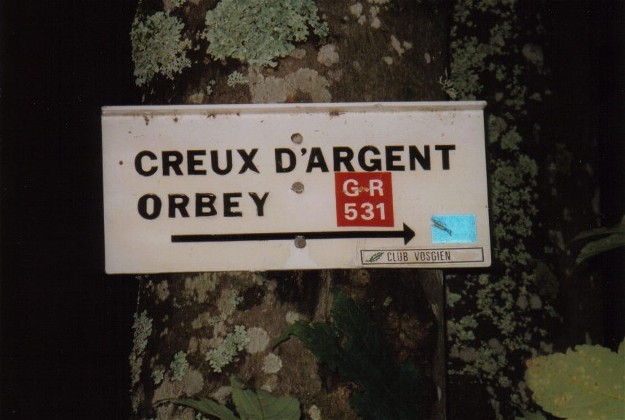 CREUX D'ARGENT
ORBEY
G-R
531
CLUB VOSGIEN